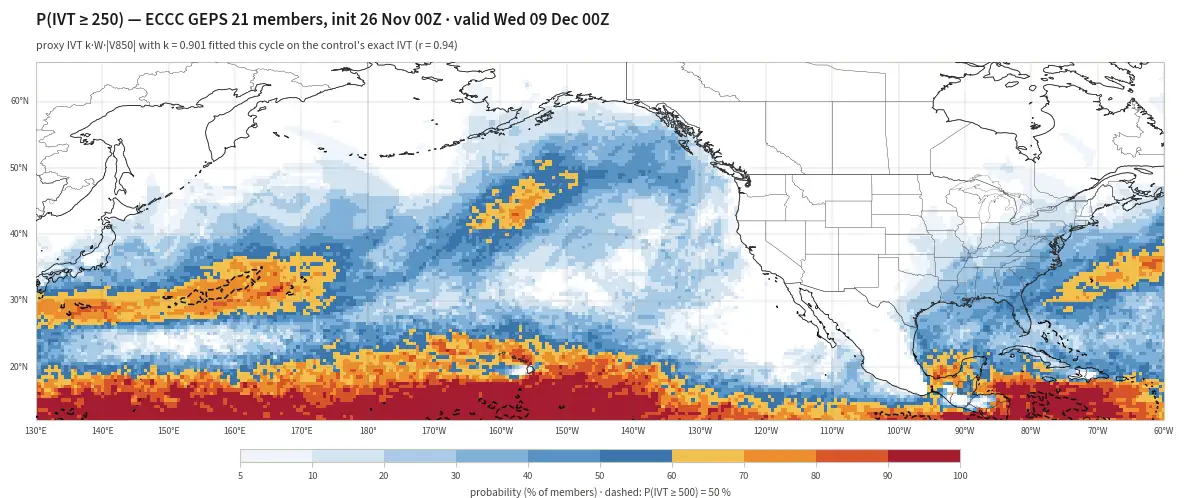 P(IVT ≥ 250) — ECCC GEPS 21 members, init 26 Nov 00Z · valid Wed 09 Dec 00Z
proxy IVT k·W·|V850| with k = 0.901 fitted this cycle on the control's exact IVT (r = 0.94)
60°N
50°N
40°N
30°N
20°N
130°E 140°E 150°E 160°E 170°E 180° 170°W 160°W 150°W 140°W 130°W 120°W 110°W 100°W 90°W 80°W 70°W 60°W
5 10 20 30 40 50 60 70 80 90 100
probability (% of members) · dashed: P(IVT ≥ 500) = 50 %